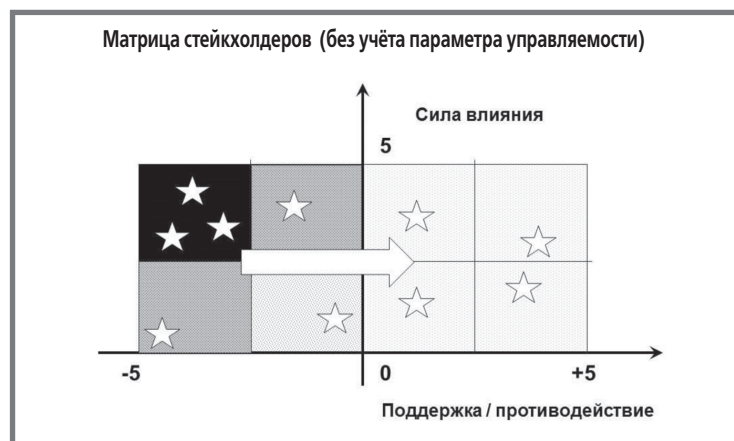 Матрица стейкхолдеров (без учёта параметра управляемости)
Сила влияния
5
-5
0
+5
Поддержка / противодействие